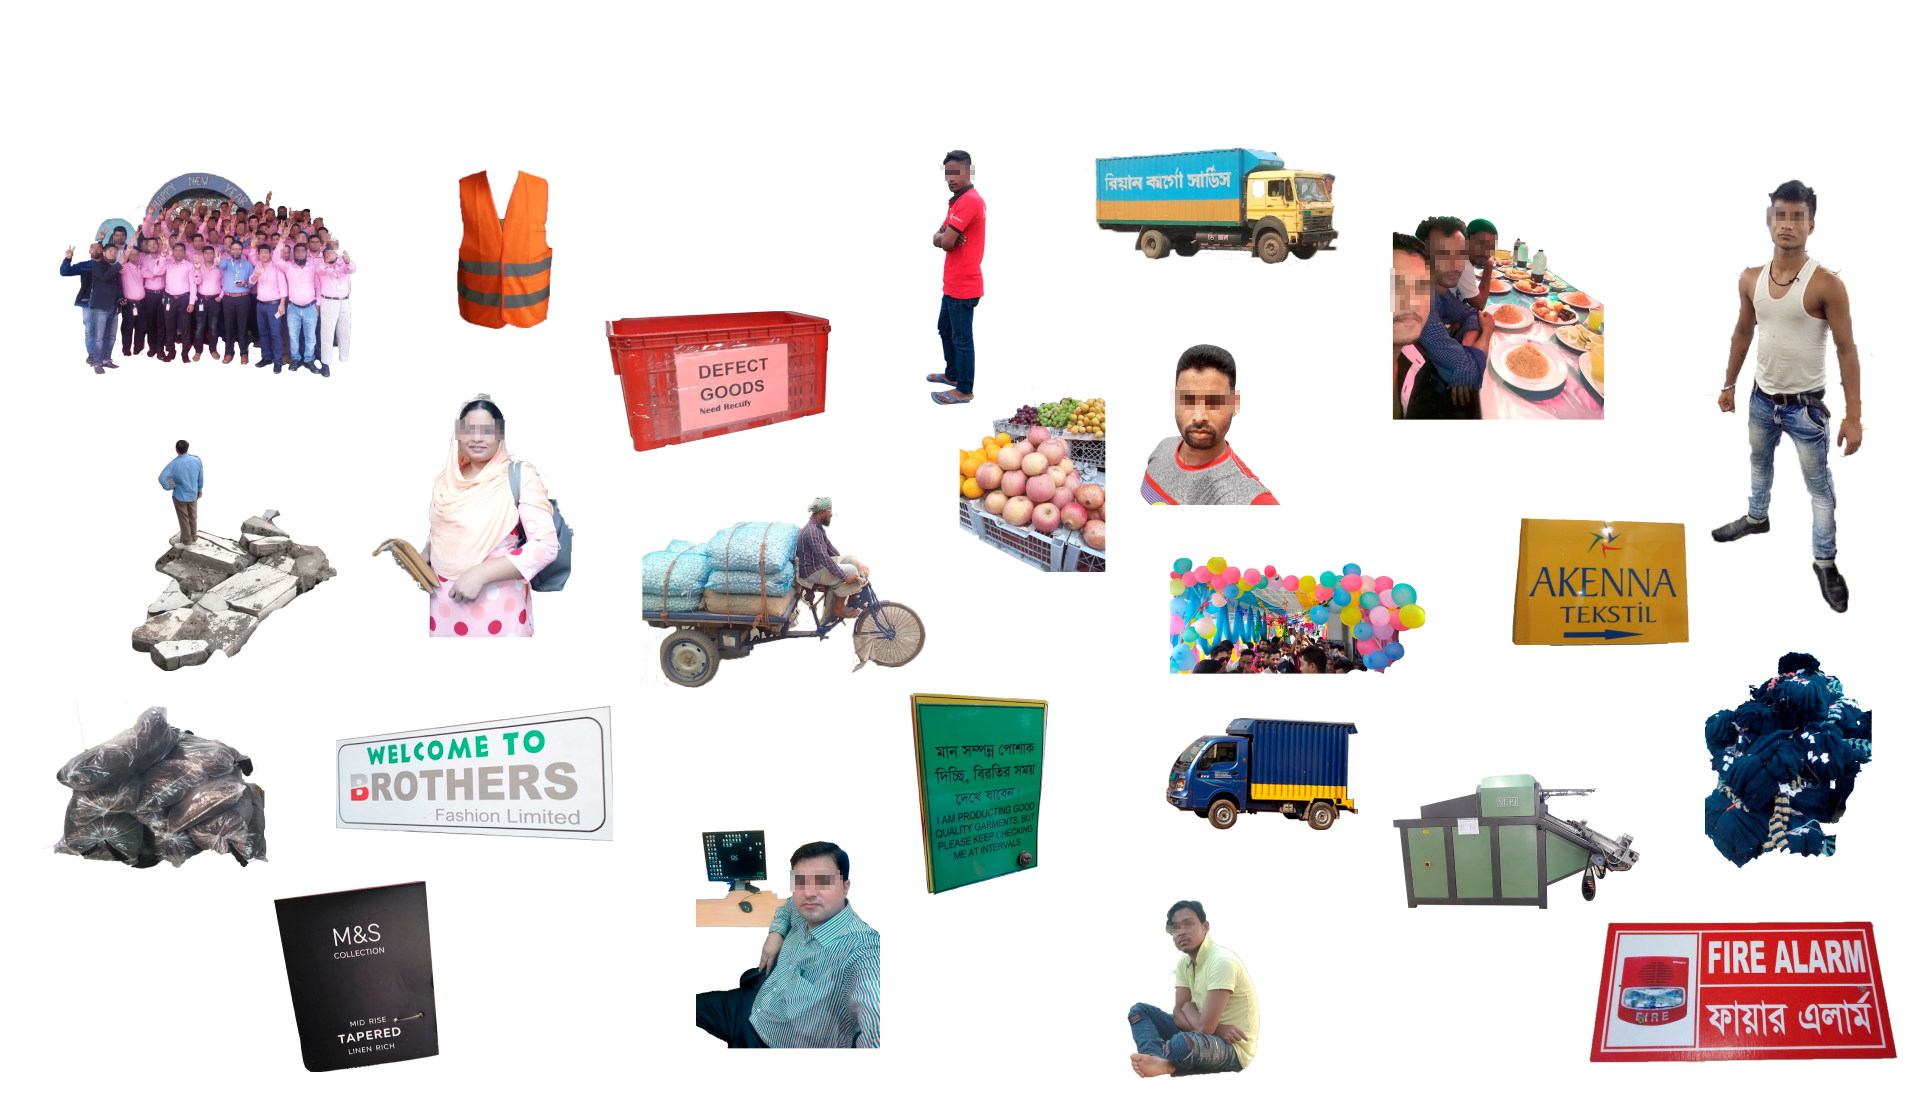 HAPPY NEW YEAR
রিয়ান কার্গো সার্ভিস
DEFECT
GOODS
Need Rectify
AKENNA
TEKSTİL
WELCOME TO
BROTHERS
Fashion Limited
মান সম্পন্ন পোশাক
দিচ্ছি, বিরতির সময়
দেখে যাবেন।
I AM PRODUCTING GOOD
QUALITY GARMENTS, BUT
PLEASE KEEP CHECKING
ME AT INTERVALS
M&S
COLLECTION
MID RISE
TAPERED
LINEN RICH
FIRE ALARM
ফায়ার এলার্ম
FIRE